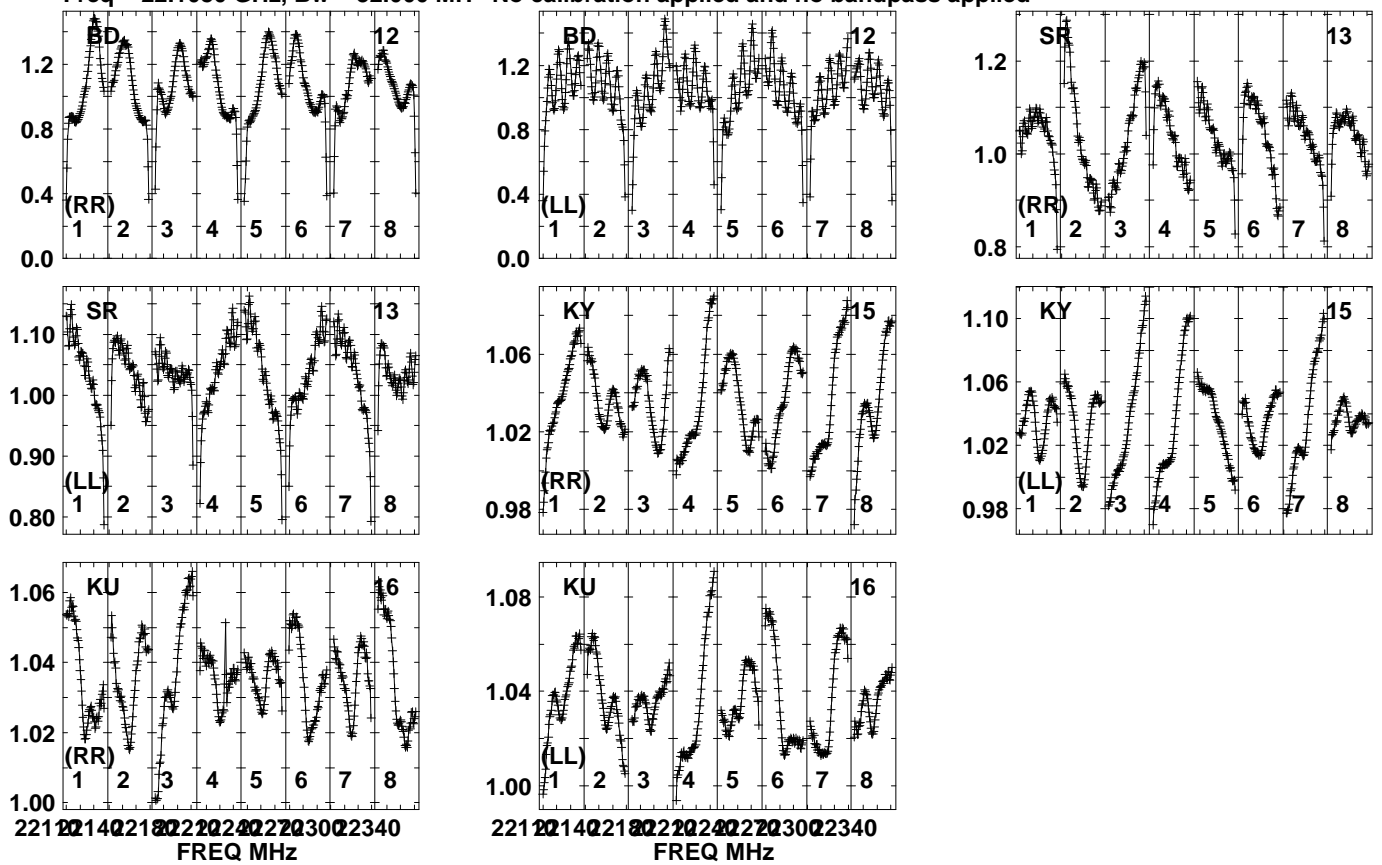 BD 12 BD 12 SR 13
1.2 1.2 1.2
0.8 0.8 1.0
0.4 0.4
(RR) (LL) (RR)
1 2 3 4 5 6 7 8 1 2 3 4 5 6 7 8 1 2 3 4 5 6 7 8
0.0 0.0 0.8
SR 13 KY 15 KY 15
1.10 1.06 1.10
1.00 1.02 1.06
0.90 1.02
(LL) (RR) (LL)
1 2 3 4 5 6 7 8 1 2 3 4 5 6 7 8 1 2 3 4 5 6 7 8
0.80 0.98 0.98
KU 16 KU 16
1.06 1.08
1.04 1.04
1.02
(RR) (LL)
1 2 3 4 5 6 7 8 1 2 3 4 5 6 7 8
1.00 1.00
FREQ MHz FREQ MHz